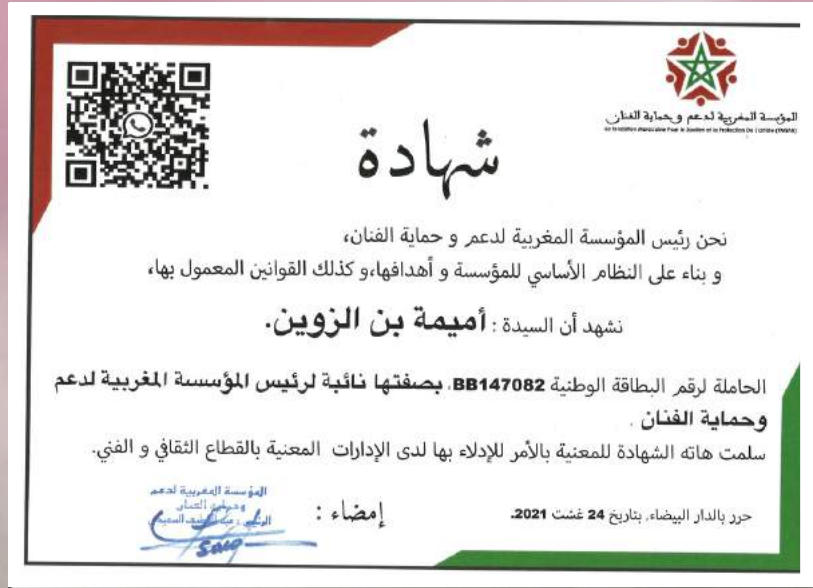 المؤسسة المغربية لدعم و حماية الفنان
شهادة
نحن رئيس المؤسسة المغربية لدعم و حماية الفنان،
و بناء على النظام الأساسي للمؤسسة و أهدافها،و كذلك القوانين المعمول بها،
نشهد أن السيدة : أميمة بن الزوين.
الحاملة لرقم البطاقة الوطنية BB147082، بصفتها نائبة لرئيس المؤسسة المغربية لدعم
وحماية الفنان .
سلمت هاته الشهادة للمعنية بالأمر للإدلاء بها لدى الإدارات المعنية بالقطاع الثقافي و الفني.
حرر بالدار البيضاء، بتاريخ 24 غشت 2021.
إمضاء :
المؤسسة المغربية لدعم
وحماية الفنان